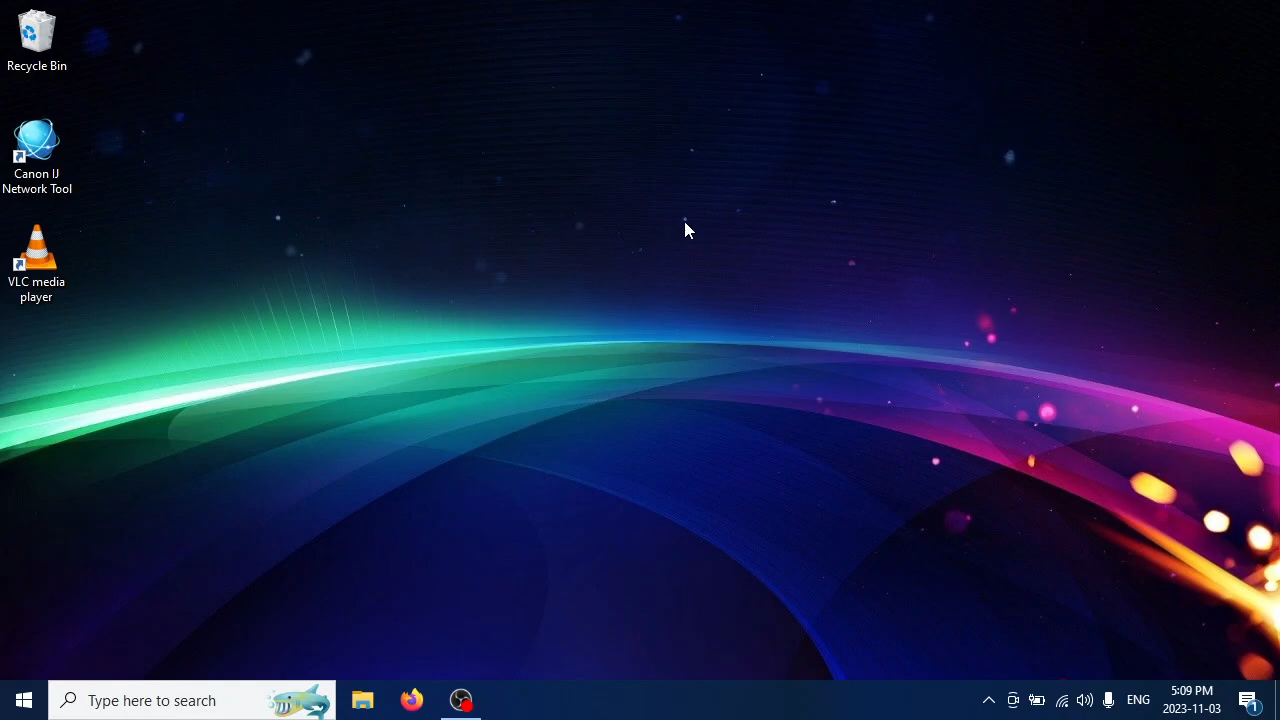 Recycle Bin
Canon IJ
Network Tool
VLC media
player
Type here to search
ENG
5:09 PM
2023-11-03
1